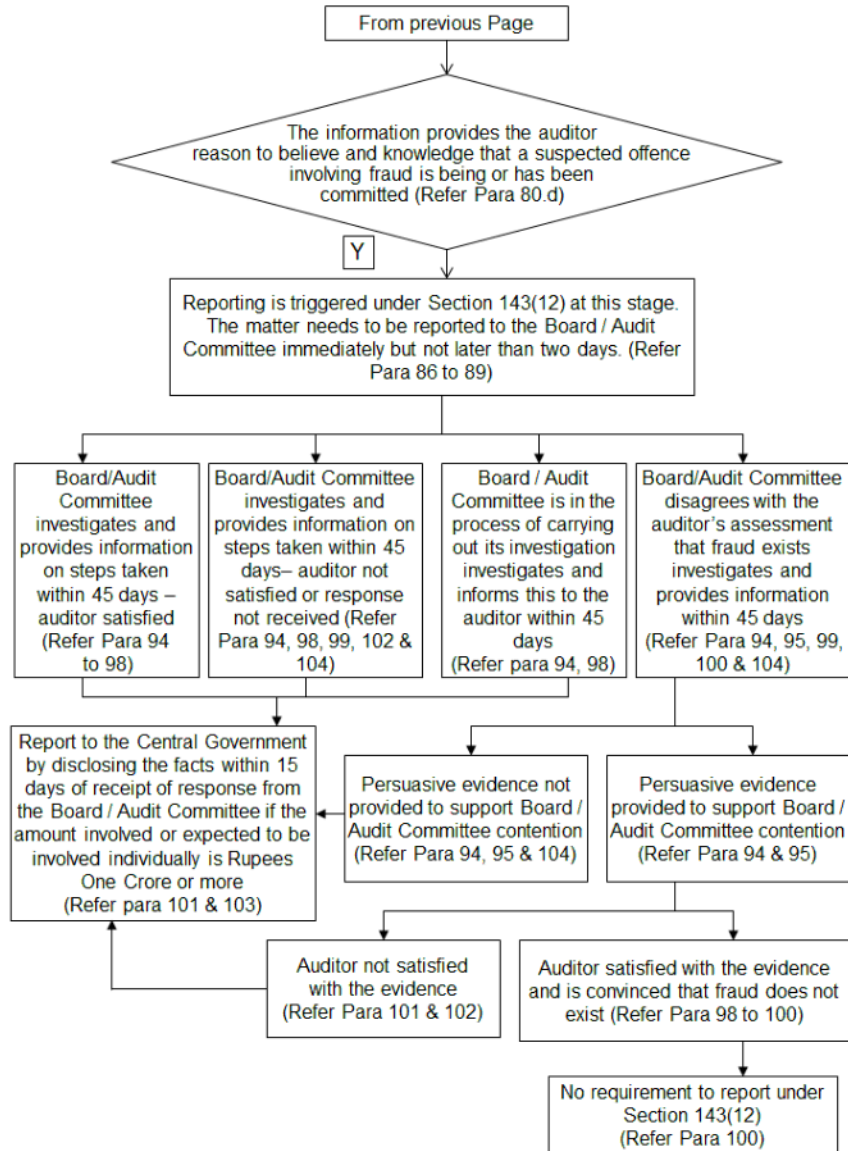 From previous Page
The information provides the auditor
reason to believe and knowledge that a suspected offence
involving fraud is being or has been
committed (Refer Para 80.d)
Y
Reporting is triggered under Section 143(12) at this stage.
The matter needs to be reported to the Board / Audit
Committee immediately but not later than two days. (Refer
Para 86 to 89)
Board/Audit
Committee
investigates and
provides information
on steps taken
within 45 days –
auditor satisfied
(Refer Para 94
to 98)
Board/Audit Committee
investigates and
provides information on
steps taken within 45
days– auditor not
satisfied or response
not received (Refer
Para 94, 98, 99, 102 &
104)
Board / Audit
Committee is in the
process of carrying
out its investigation
investigates and
informs this to the
auditor within 45
days
(Refer para 94, 98)
Board/Audit Committee
disagrees with the
auditor's assessment
that fraud exists
investigates and
provides information
within 45 days
(Refer Para 94, 95, 99,
100 & 104)
Report to the Central Government
by disclosing the facts within 15
days of receipt of response from
the Board / Audit Committee if the
amount involved or expected to be
involved individually is Rupees
One Crore or more
(Refer para 101 & 103)
Persuasive evidence not
provided to support Board /
Audit Committee contention
(Refer Para 94, 95 & 104)
Persuasive evidence
provided to support Board /
Audit Committee contention
(Refer Para 94 & 95)
Auditor not satisfied
with the evidence
(Refer Para 101 & 102)
Auditor satisfied with the evidence
and is convinced that fraud does not
exist (Refer Para 98 to 100)
No requirement to report under
Section 143(12)
(Refer Para 100)